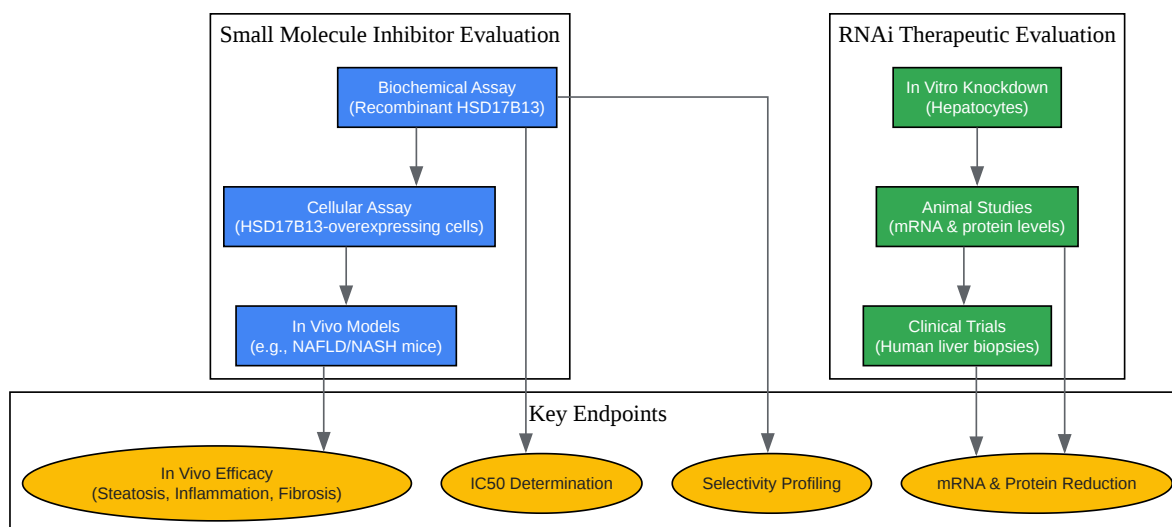 Small Molecule Inhibitor Evaluation
Biochemical Assay
(Recombinant HSD17B13)
Cellular Assay
(HSD17B13-overexpressing cells)
In Vivo Models
(e.g., NAFLD/NASH mice)
RNAi Therapeutic Evaluation
In Vitro Knockdown
(Hepatocytes)
Animal Studies
(mRNA & protein levels)
Clinical Trials
(Human liver biopsies)
Key Endpoints
In Vivo Efficacy
(Steatosis, Inflammation, Fibrosis)
IC50 Determination
Selectivity Profiling
mRNA & Protein Reduction